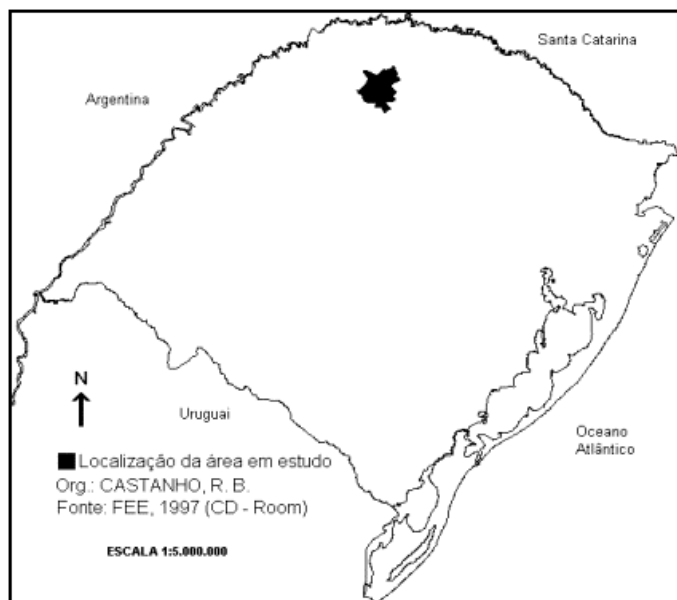 Santa Catarina
Argentina
N
Uruguai
Oceano
Atlântico
Localização da área em estudo
Org.: CASTANHO, R. B.
Fonte: FEE, 1997 (CD - Room)
ESCALA 1:5.000.000